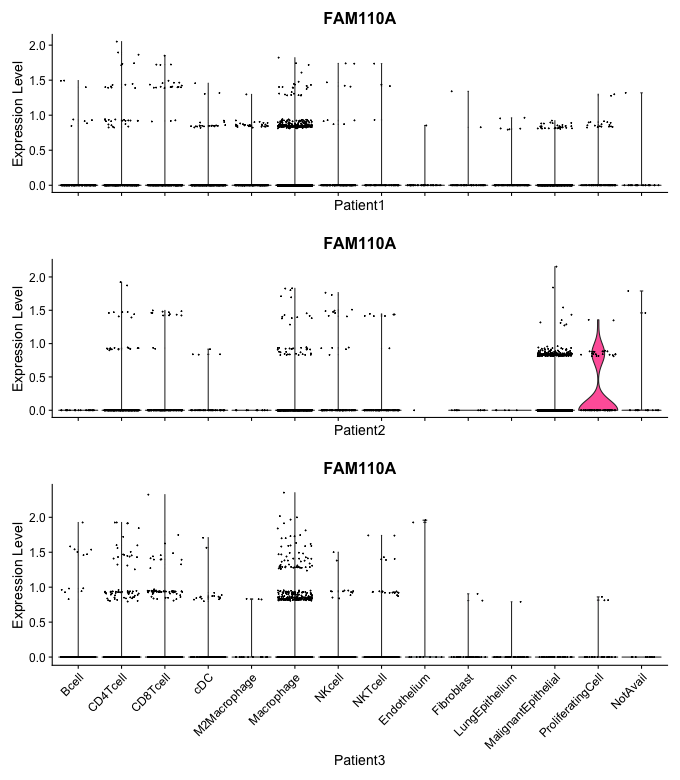 FAM110A
Expression Level
2.0
1.5
1.0
0.5
0.0
Patient1
FAM110A
Expression Level
2.0
1.5
1.0
0.5
0.0
Patient2
FAM110A
Expression Level
2.0
1.5
1.0
0.5
0.0
Bcell
CD4Tcell
CD8Tcell
cDC
M2Macrophage
Macrophage
NKcell
NKTcell
Endothelium
Fibroblast
LungEpithelium
MalignantEpithelial
ProliferatingCell
NotAvail
Patient3